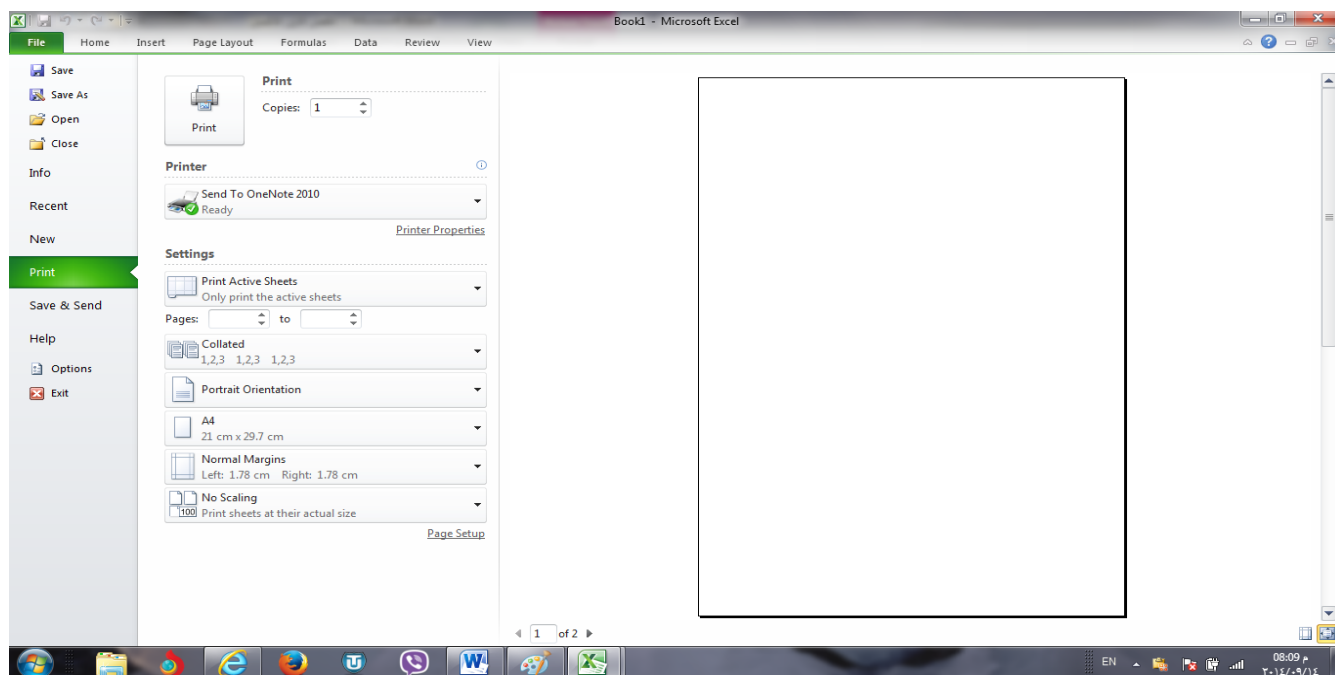 Book1 - Microsoft Excel
File Home Insert Page Layout Formulas Data Review View
Save
Save As
Open
Close
Info
Recent
New
Print
Save & Send
Help
Options
Exit
Print
Print
Copies: 1
Printer
Send To OneNote 2010
Ready
Printer Properties
Settings
Print Active Sheets
Only print the active sheets
Pages: to
Collated
1,2,3 1,2,3 1,2,3
Portrait Orientation
A4
21 cm x 29.7 cm
Normal Margins
Left: 1.78 cm Right: 1.78 cm
No Scaling
100
Print sheets at their actual size
Page Setup
1 of 2
EN
08:09 م
٢٠١٤/٠٩/١٤